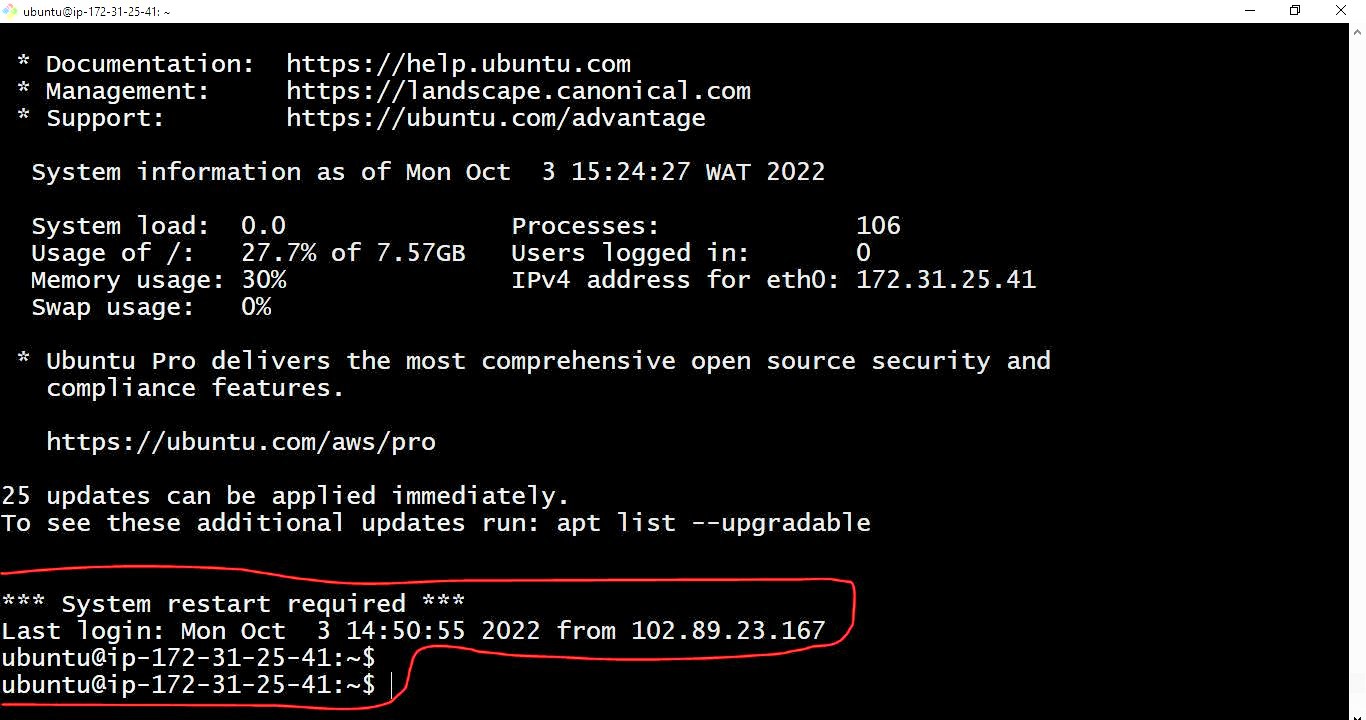 ubuntu@ip-172-31-25-41: ~
* Documentation:  https://help.ubuntu.com
* Management:     https://landscape.canonical.com
* Support:        https://ubuntu.com/advantage
System information as of Mon Oct  3 15:24:27 WAT 2022
System load:  0.0               Processes:             106
Usage of /:   27.7% of 7.57GB   Users logged in:       0
Memory usage: 30%               IPv4 address for eth0: 172.31.25.41
Swap usage:   0%
* Ubuntu Pro delivers the most comprehensive open source security and
compliance features.
https://ubuntu.com/aws/pro
25 updates can be applied immediately.
To see these additional updates run: apt list --upgradable
*** System restart required ***
Last login: Mon Oct  3 14:50:55 2022 from 102.89.23.167
ubuntu@ip-172-31-25-41:~$
ubuntu@ip-172-31-25-41:~$